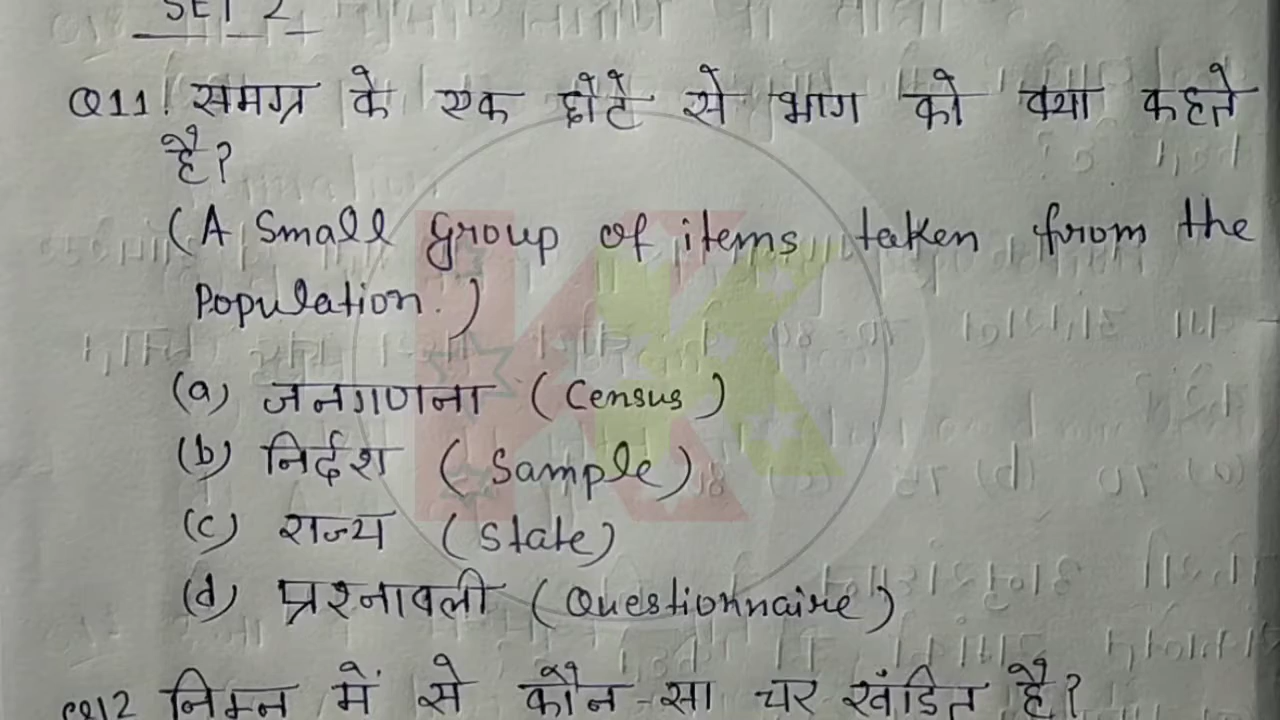 SET 2
Q11. समग्र के एक छोटे से भाग को क्या कहते
है?
(A Small group of items taken from the
Population.)
(a) जनगणना (Census)
(b) निर्दश (Sample)
(c) राज्य (State)
(d) प्रश्नावली (Questionnaire)
Q12 निम्न में से कौन-सा चर खंडित है?